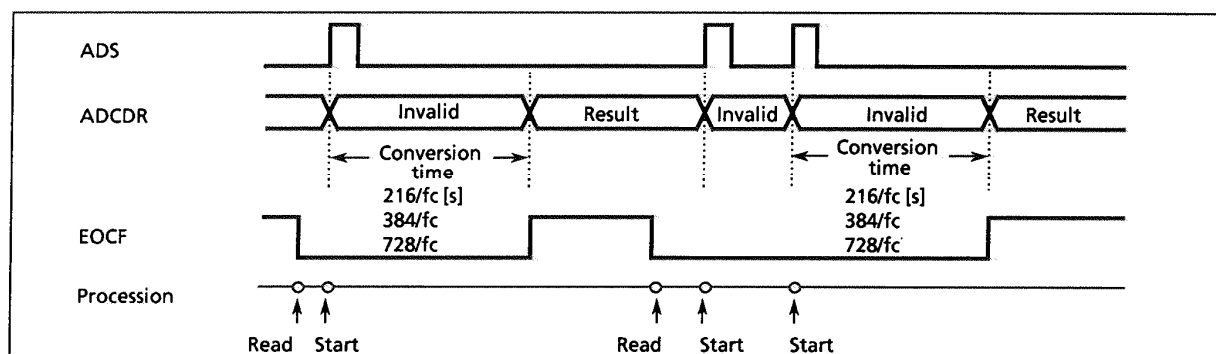 ADS
ADCDR Invalid Result Invalid Invalid Result
Conversion time Conversion time
216/fc [s] 216/fc [s]
384/fc 384/fc
EOCF 728/fc 728/fc
Procession
Read Start Read Start Start